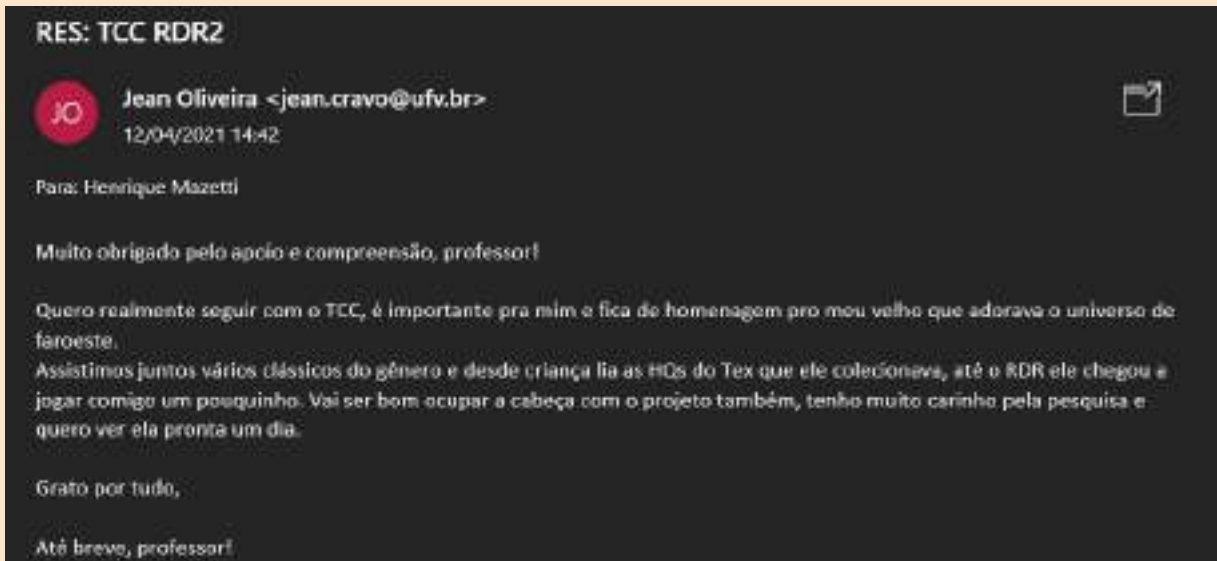 RES: TCC RDR2
JO
Jean Oliveira <jean.cravo@ufv.br>
12/04/2021 14:42
Para: Henrique Mazetti
Muito obrigado pelo apoio e compreensão, professor!
Quero realmente seguir com o TCC, é importante pra mim e fica de homenagem pro meu velho que adorava o universo de
faroeste.
Assistimos juntos vários clássicos do gênero e desde criança lia as HQs do Tex que ele colecionava, até o RDR ele chegou a
jogar comigo um pouquinho. Vai ser bom ocupar a cabeça com o projeto também, tenho muito carinho pela pesquisa e
quero ver ela pronta um dia.
Grato por tudo,
Até breve, professor!